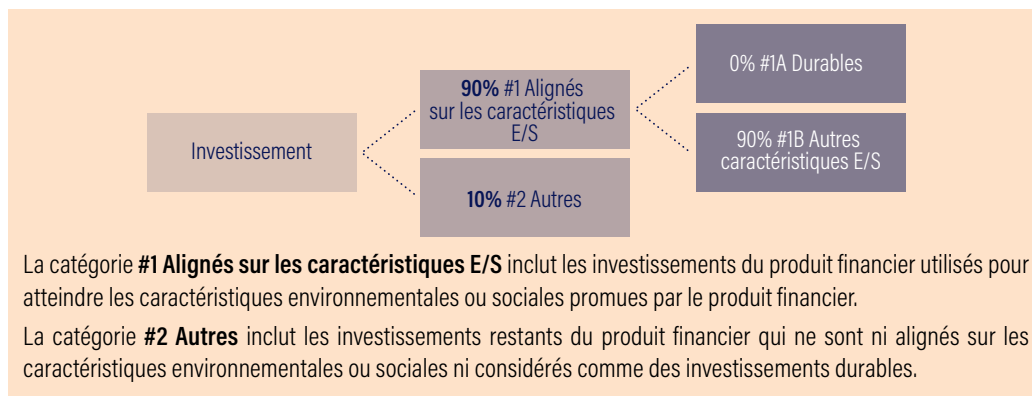 Investissement
90% #1 Alignés
sur les caractéristiques
E/S
10% #2 Autres
0% #1A Durables
90% #1B Autres
caractéristiques E/S
La catégorie #1 Alignés sur les caractéristiques E/S inclut les investissements du produit financier utilisés pour
atteindre les caractéristiques environnementales ou sociales promues par le produit financier.
La catégorie #2 Autres inclut les investissements restants du produit financier qui ne sont ni alignés sur les
caractéristiques environnementales ou sociales ni considérés comme des investissements durables.